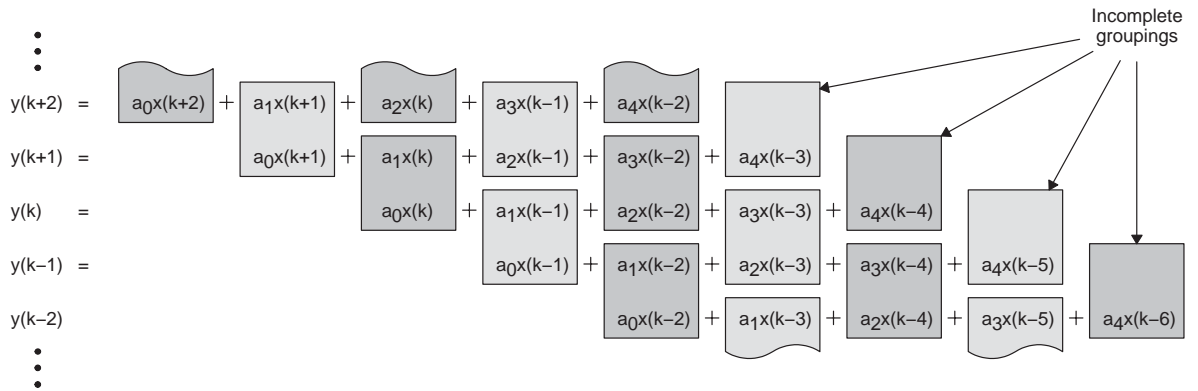 Incomplete
groupings
y(k+2) = a0x(k+2) + a1x(k+1) + a2x(k) + a3x(k−1) + a4x(k−2)
y(k+1) = a0x(k+1) + a1x(k) + a2x(k−1) + a3x(k−2) + a4x(k−3)
y(k) = a0x(k) + a1x(k−1) + a2x(k−2) + a3x(k−3) + a4x(k−4)
y(k−1) = a0x(k−1) + a1x(k−2) + a2x(k−3) + a3x(k−4) + a4x(k−5)
y(k−2) a0x(k−2) + a1x(k−3) + a2x(k−4) + a3x(k−5) + a4x(k−6)